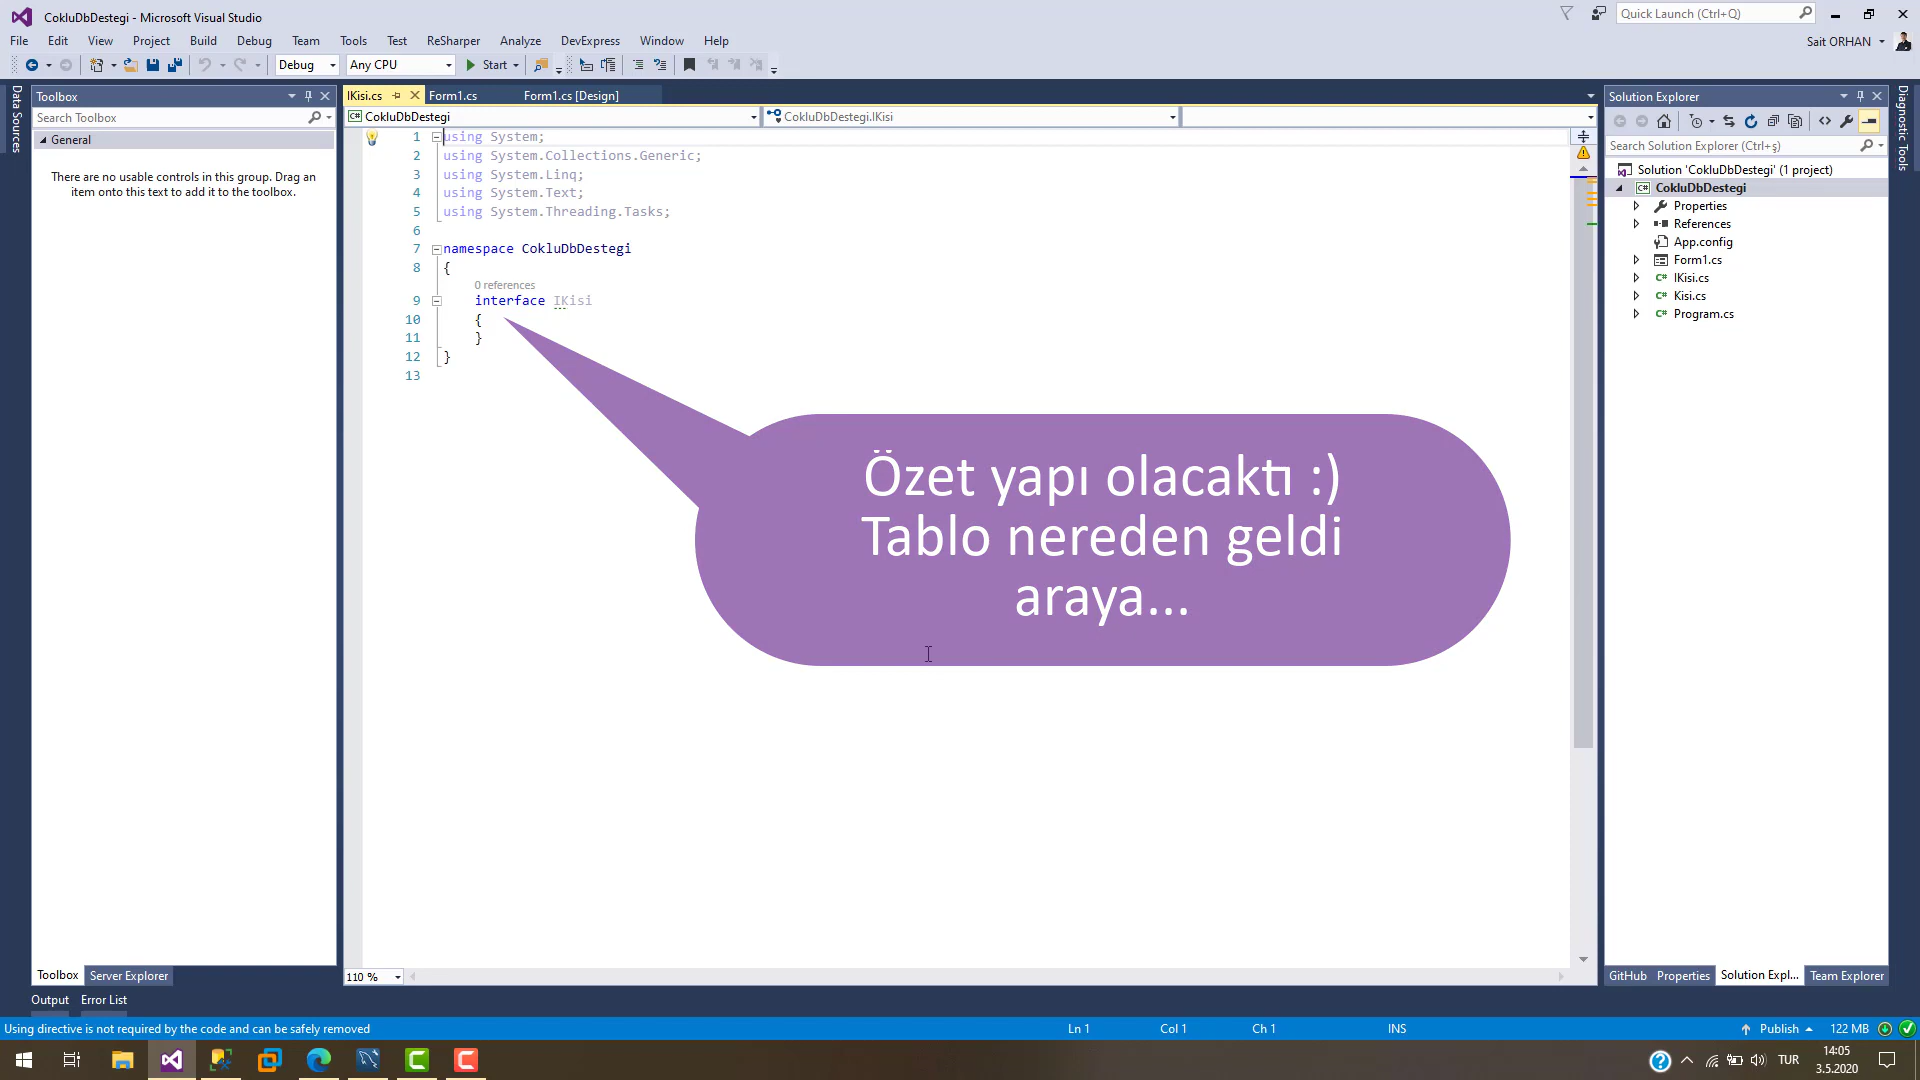 CokluDbDestegi - Microsoft Visual Studio
Quick Launch (Ctrl+Q)
File Edit View Project Build Debug Team Tools Test ReSharper Analyze DevExpress Window Help
Sait ORHAN
Debug Any CPU Start
Data Sources
Toolbox
Search Toolbox
General
There are no usable controls in this group. Drag an
item onto this text to add it to the toolbox.
Toolbox Server Explorer
IKisi.cs Form1.cs Form1.cs [Design]
CokluDbDestegi CokluDbDestegi.IKisi
1 using System;
2 using System.Collections.Generic;
3 using System.Linq;
4 using System.Text;
5 using System.Threading.Tasks;
6
7 namespace CokluDbDestegi
8 {
0 references
9 interface IKisi
10 {
11 }
12 }
13
Özet yapı olacaktı :)
Tablo nereden geldi
araya...
110 %
Solution Explorer
Search Solution Explorer (Ctrl+ş)
Solution 'CokluDbDestegi' (1 project)
CokluDbDestegi
Properties
References
App.config
Form1.cs
IKisi.cs
Kisi.cs
Program.cs
GitHub Properties Solution Expl... Team Explorer
Diagnostic Tools
Output Error List
Using directive is not required by the code and can be safely removed
Ln 1 Col 1 Ch 1 INS
Publish 122 MB
TUR
14:05
3.5.2020